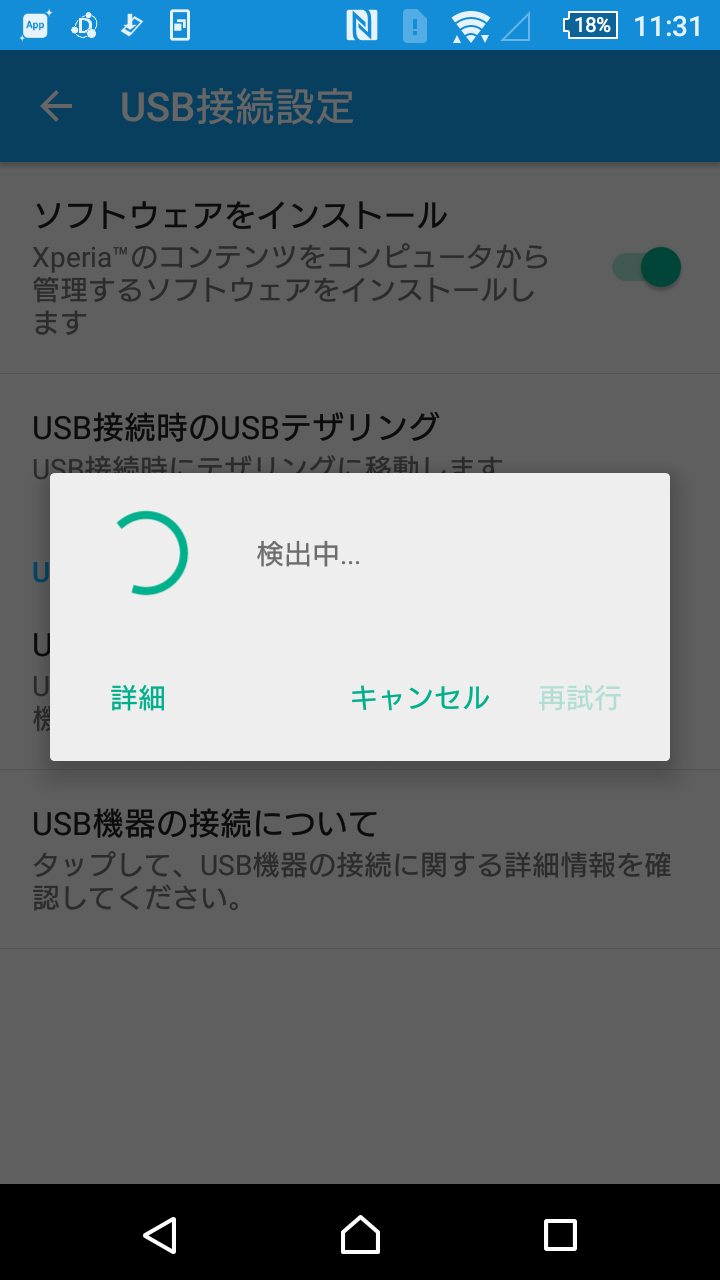 App
D
18%
11:31
USB接続設定
ソフトウェアをインストール
Xperia™のコンテンツをコンピュータから
管理するソフトウェアをインストールし
ます
USB接続時のUSBテザリング
USB接続時にテザリングに移動します
U
検出中...
U
U
詳細
キャンセル
再試行
機
USB機器の接続について
タップして、USB機器の接続に関する詳細情報を確
認してください。